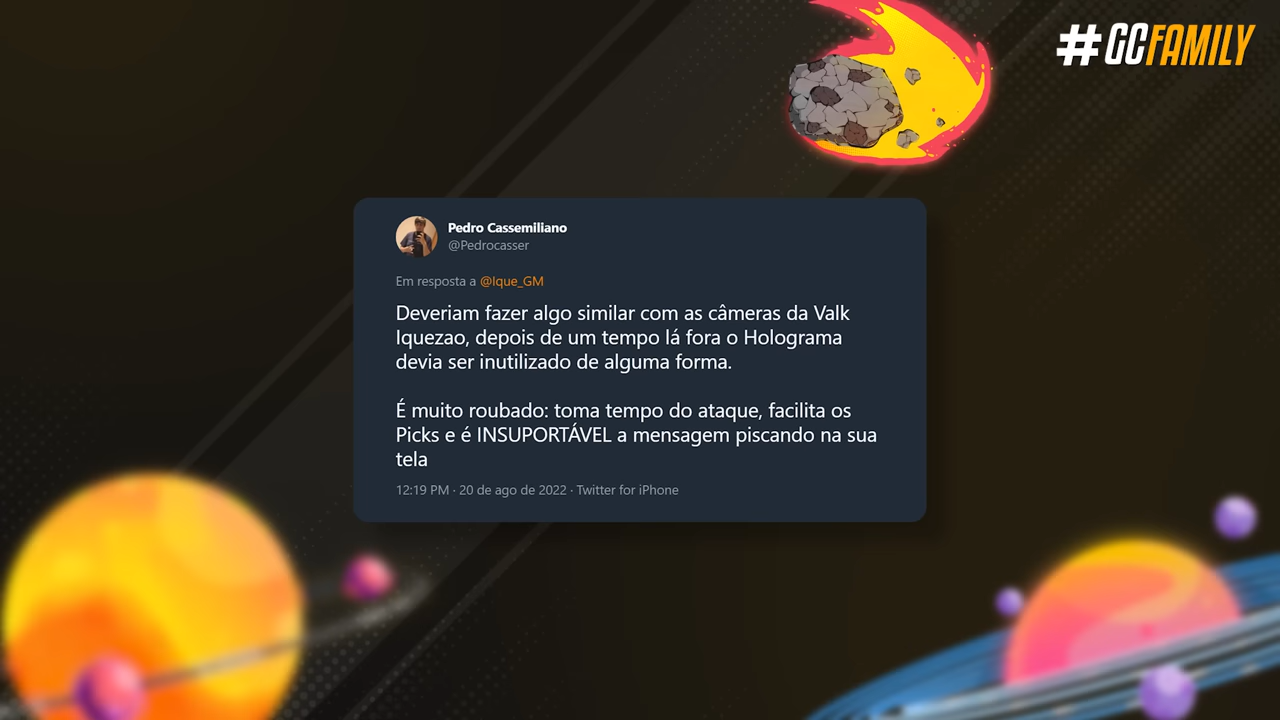 #GCFAMILY
Pedro Cassemiliano
@Pedrocasser
Em resposta a @Ique_GM
Deveriam fazer algo similar com as câmeras da Valk
Iquezao, depois de um tempo lá fora o Holograma
devia ser inutilizado de alguma forma.
É muito roubado: toma tempo do ataque, facilita os
Picks e é INSUPORTÁVEL a mensagem piscando na sua
tela
12:19 PM · 20 de ago de 2022 · Twitter for iPhone